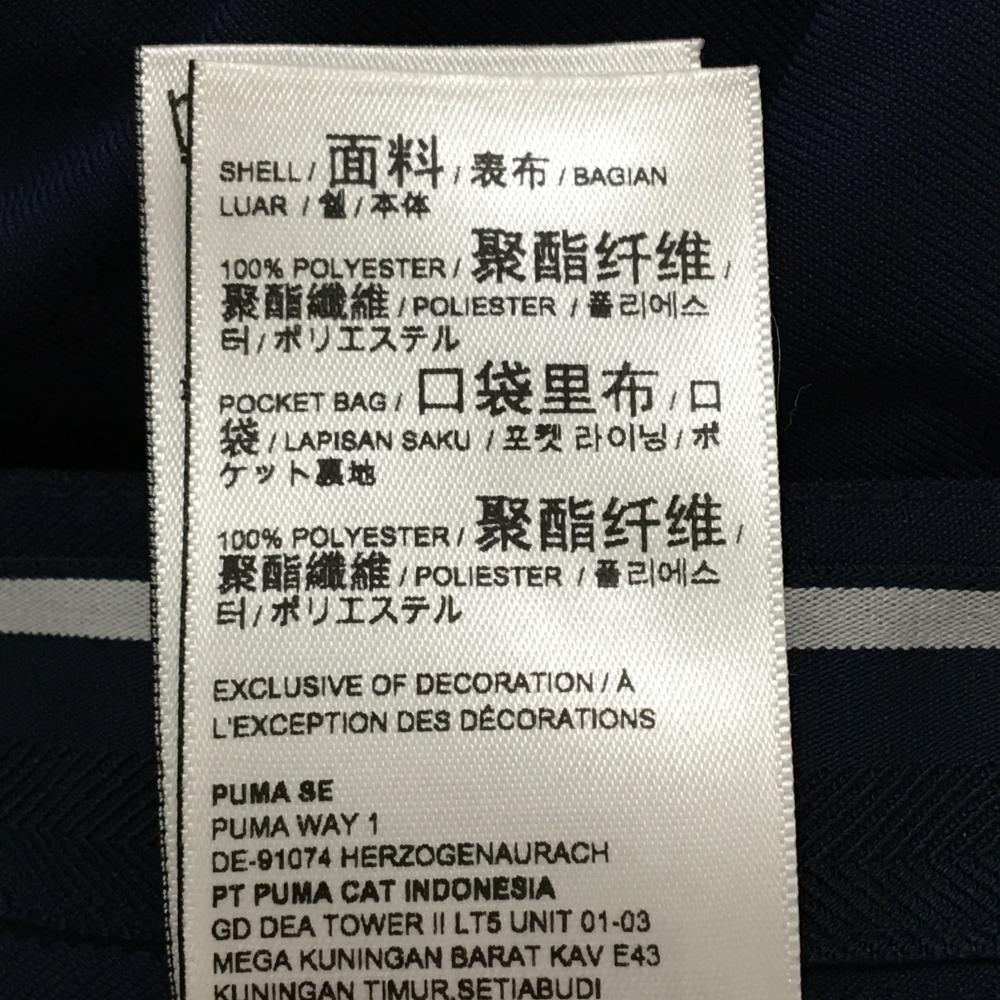 SHELL / 面料 / 表布 / BAGIAN
LUAR / 쉘 / 本体
100% POLYESTER / 聚酯纤维 /
聚酯纖維 / POLIESTER / 폴리에스
터 / ポリエステル
POCKET BAG / 口袋里布 / 口
袋 / LAPISAN SAKU / 포켓 라이닝 / ポ
ケット裏地
100% POLYESTER / 聚酯纤维 /
聚酯纖維 / POLIESTER / 폴리에스
터 / ポリエステル
EXCLUSIVE OF DECORATION / À
L'EXCEPTION DES DÉCORATIONS
PUMA SE
PUMA WAY 1
DE-91074 HERZOGENAURACH
PT PUMA CAT INDONESIA
GD DEA TOWER II LT5 UNIT 01-03
MEGA KUNINGAN BARAT KAV E43
KUNINGAN TIMUR,SETIABUDI